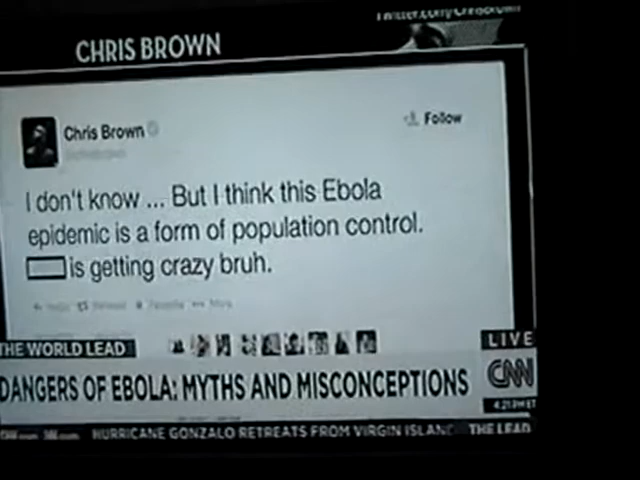 CHRIS BROWN
Chris Brown
Follow
I don't know ... But I think this Ebola
epidemic is a form of population control.
is getting crazy bruh.
More
THE WORLD LEAD
LIVE
DANGERS OF EBOLA: MYTHS AND MISCONCEPTIONS
CNN
HURRICANE GONZALO RETREATS FROM VIRGIN
THE LEAD